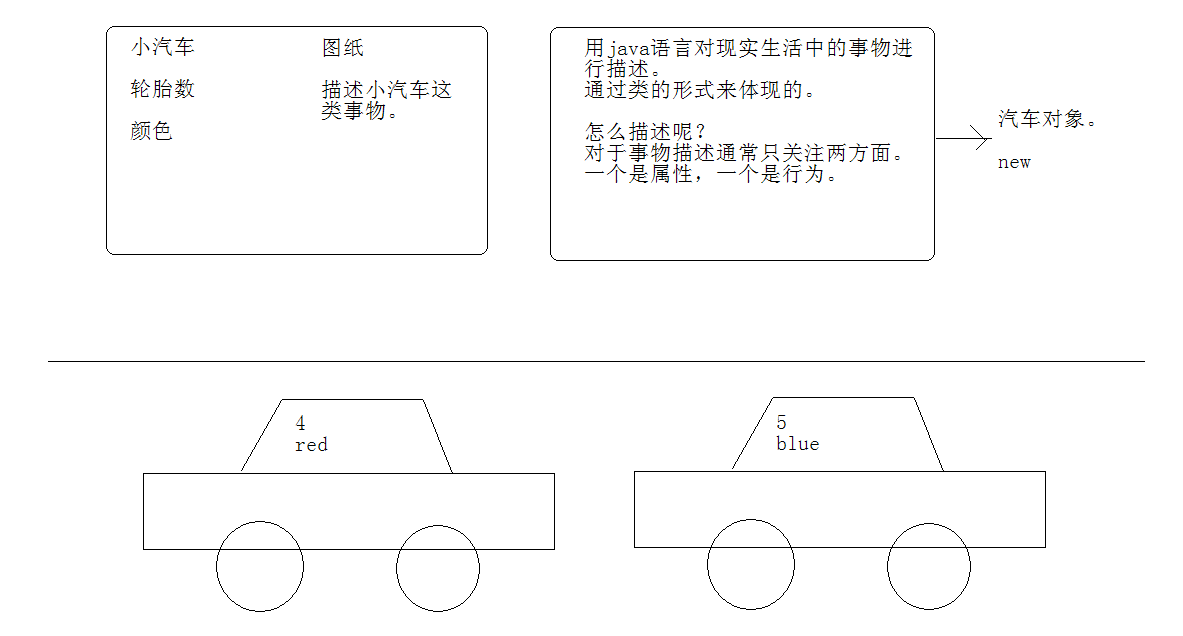 小汽车
轮胎数
颜色
图纸
描述小汽车这
类事物。
用java语言对现实生活中的事物进
行描述。
通过类的形式来体现的。
怎么描述呢?
对于事物描述通常只关注两方面。
一个是属性，一个是行为。
汽车对象。
new
4
red
5
blue